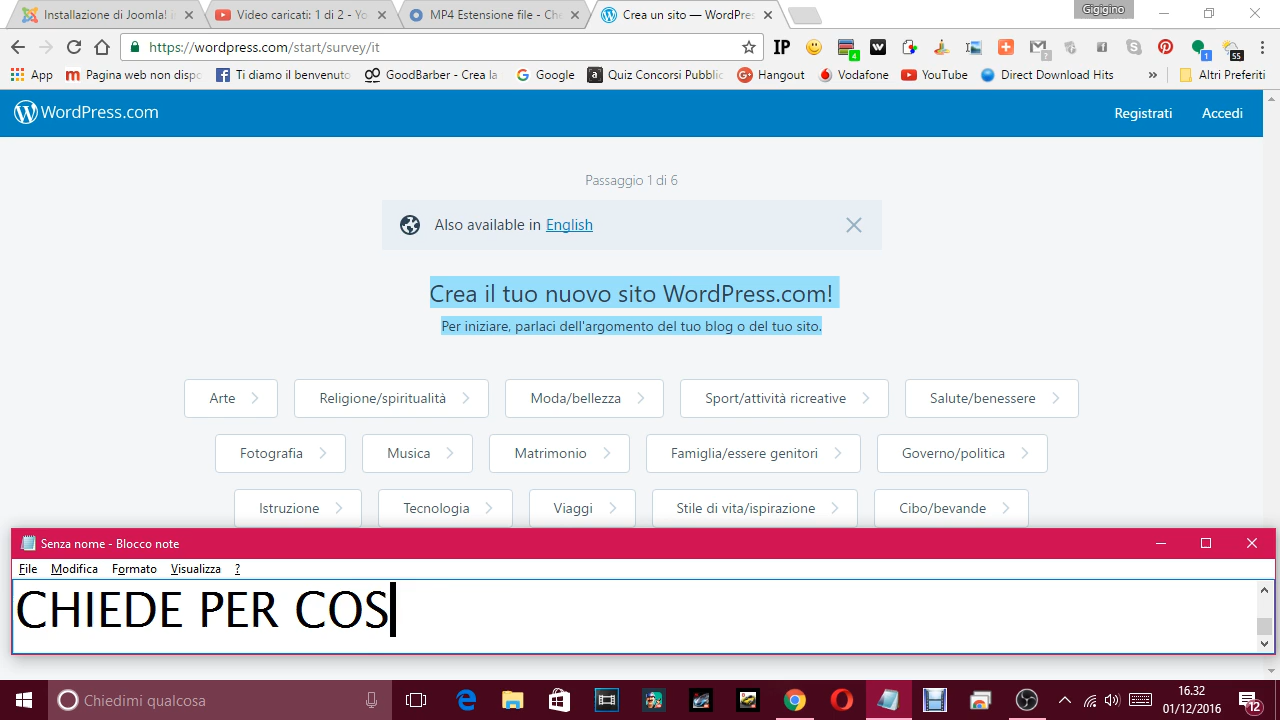 Installazione di Joomla! i
Video caricati: 1 di 2 - Yo
MP4 Estensione file - Che
Crea un sito — WordPres
Gigigino
https://wordpress.com/start/survey/it
IP
4
?
1
55
App
Pagina web non dispo
Ti diamo il benvenuto
GoodBarber - Crea la
Google
Quiz Concorsi Pubblic
Hangout
Vodafone
YouTube
Direct Download Hits
»
Altri Preferiti
WordPress.com
Registrati
Accedi
Passaggio 1 di 6
Also available in English
Crea il tuo nuovo sito WordPress.com!
Per iniziare, parlaci dell'argomento del tuo blog o del tuo sito.
Arte
Religione/spiritualità
Moda/bellezza
Sport/attività ricreative
Salute/benessere
Fotografia
Musica
Matrimonio
Famiglia/essere genitori
Governo/politica
Istruzione
Tecnologia
Viaggi
Stile di vita/ispirazione
Cibo/bevande
Senza nome - Blocco note
File Modifica Formato Visualizza ?
CHIEDE PER COS
Chiedimi qualcosa
16.32
01/12/2016
12